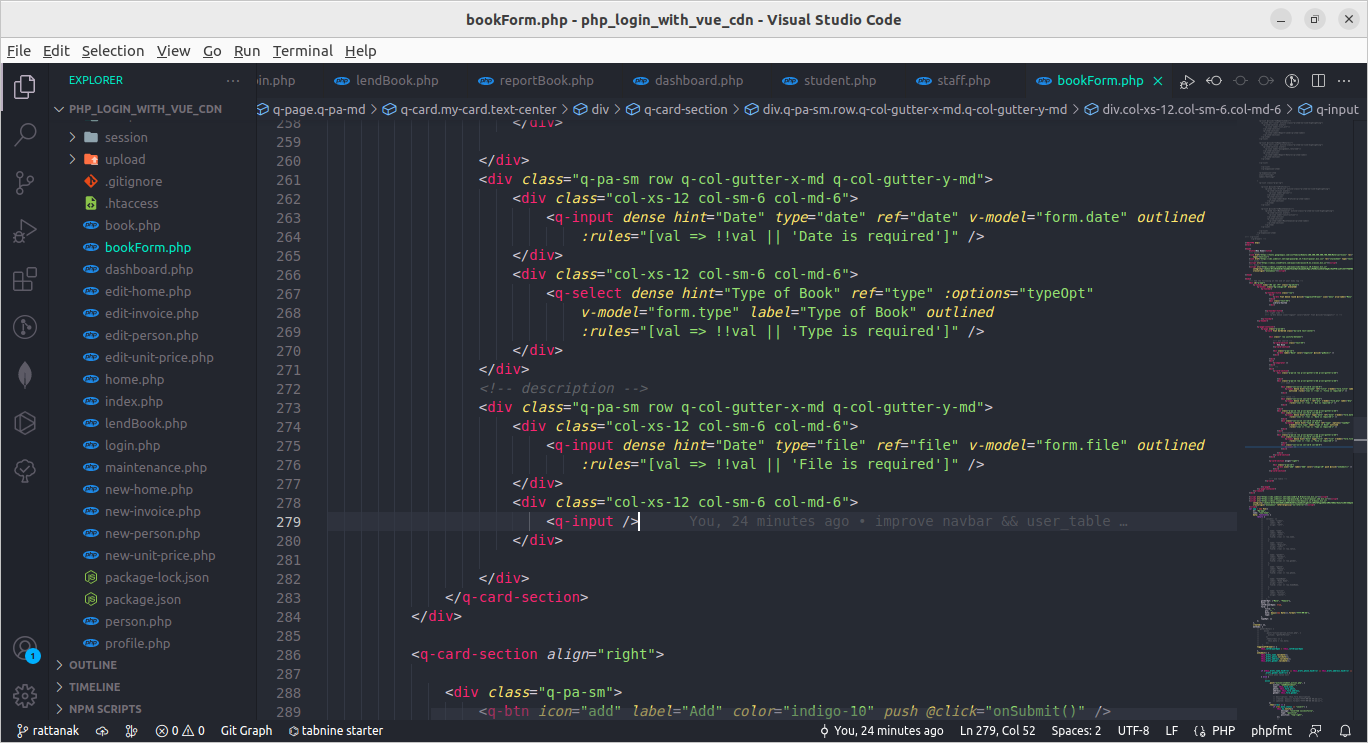 bookForm.php - php_login_with_vue_cdn - Visual Studio Code
File Edit Selection View Go Run Terminal Help
EXPLORER
in.php lendBook.php reportBook.php dashboard.php student.php staff.php bookForm.php
PHP_LOGIN_WITH_VUE_CDN
q-page.q-pa-md > q-card.my-card.text-center > div > q-card-section > div.q-pa-sm.row.q-col-gutter-x-md.q-col-gutter-y-md > div.col-xs-12.col-sm-6.col-md-6 > q-input
session
upload
.gitignore
.htaccess
book.php
bookForm.php
dashboard.php
edit-home.php
edit-invoice.php
edit-person.php
edit-unit-price.php
home.php
index.php
lendBook.php
login.php
maintenance.php
new-home.php
new-invoice.php
new-person.php
new-unit-price.php
package-lock.json
package.json
person.php
profile.php
OUTLINE
TIMELINE
NPM SCRIPTS
1
258 </div>
259
260 </div>
261 <div class="q-pa-sm row q-col-gutter-x-md q-col-gutter-y-md">
262 <div class="col-xs-12 col-sm-6 col-md-6">
263 <q-input dense hint="Date" type="date" ref="date" v-model="form.date" outlined
264 :rules="[val => !!val || 'Date is required']" />
265 </div>
266 <div class="col-xs-12 col-sm-6 col-md-6">
267 <q-select dense hint="Type of Book" ref="type" :options="typeOpt"
268 v-model="form.type" label="Type of Book" outlined
269 :rules="[val => !!val || 'Type is required']" />
270 </div>
271 </div>
272 <!-- description -->
273 <div class="q-pa-sm row q-col-gutter-x-md q-col-gutter-y-md">
274 <div class="col-xs-12 col-sm-6 col-md-6">
275 <q-input dense hint="Date" type="file" ref="file" v-model="form.file" outlined
276 :rules="[val => !!val || 'File is required']" />
277 </div>
278 <div class="col-xs-12 col-sm-6 col-md-6">
279 <q-input /> You, 24 minutes ago • improve navbar && user_table …
280 </div>
281
282 </div>
283 </q-card-section>
284 </div>
285
286 <q-card-section align="right">
287
288 <div class="q-pa-sm">
289 <q-btn icon="add" label="Add" color="indigo-10" push @click="onSubmit()" />
rattanak 0 0 Git Graph tabnine starter You, 24 minutes ago Ln 279, Col 52 Spaces: 2 UTF-8 LF PHP phpfmt